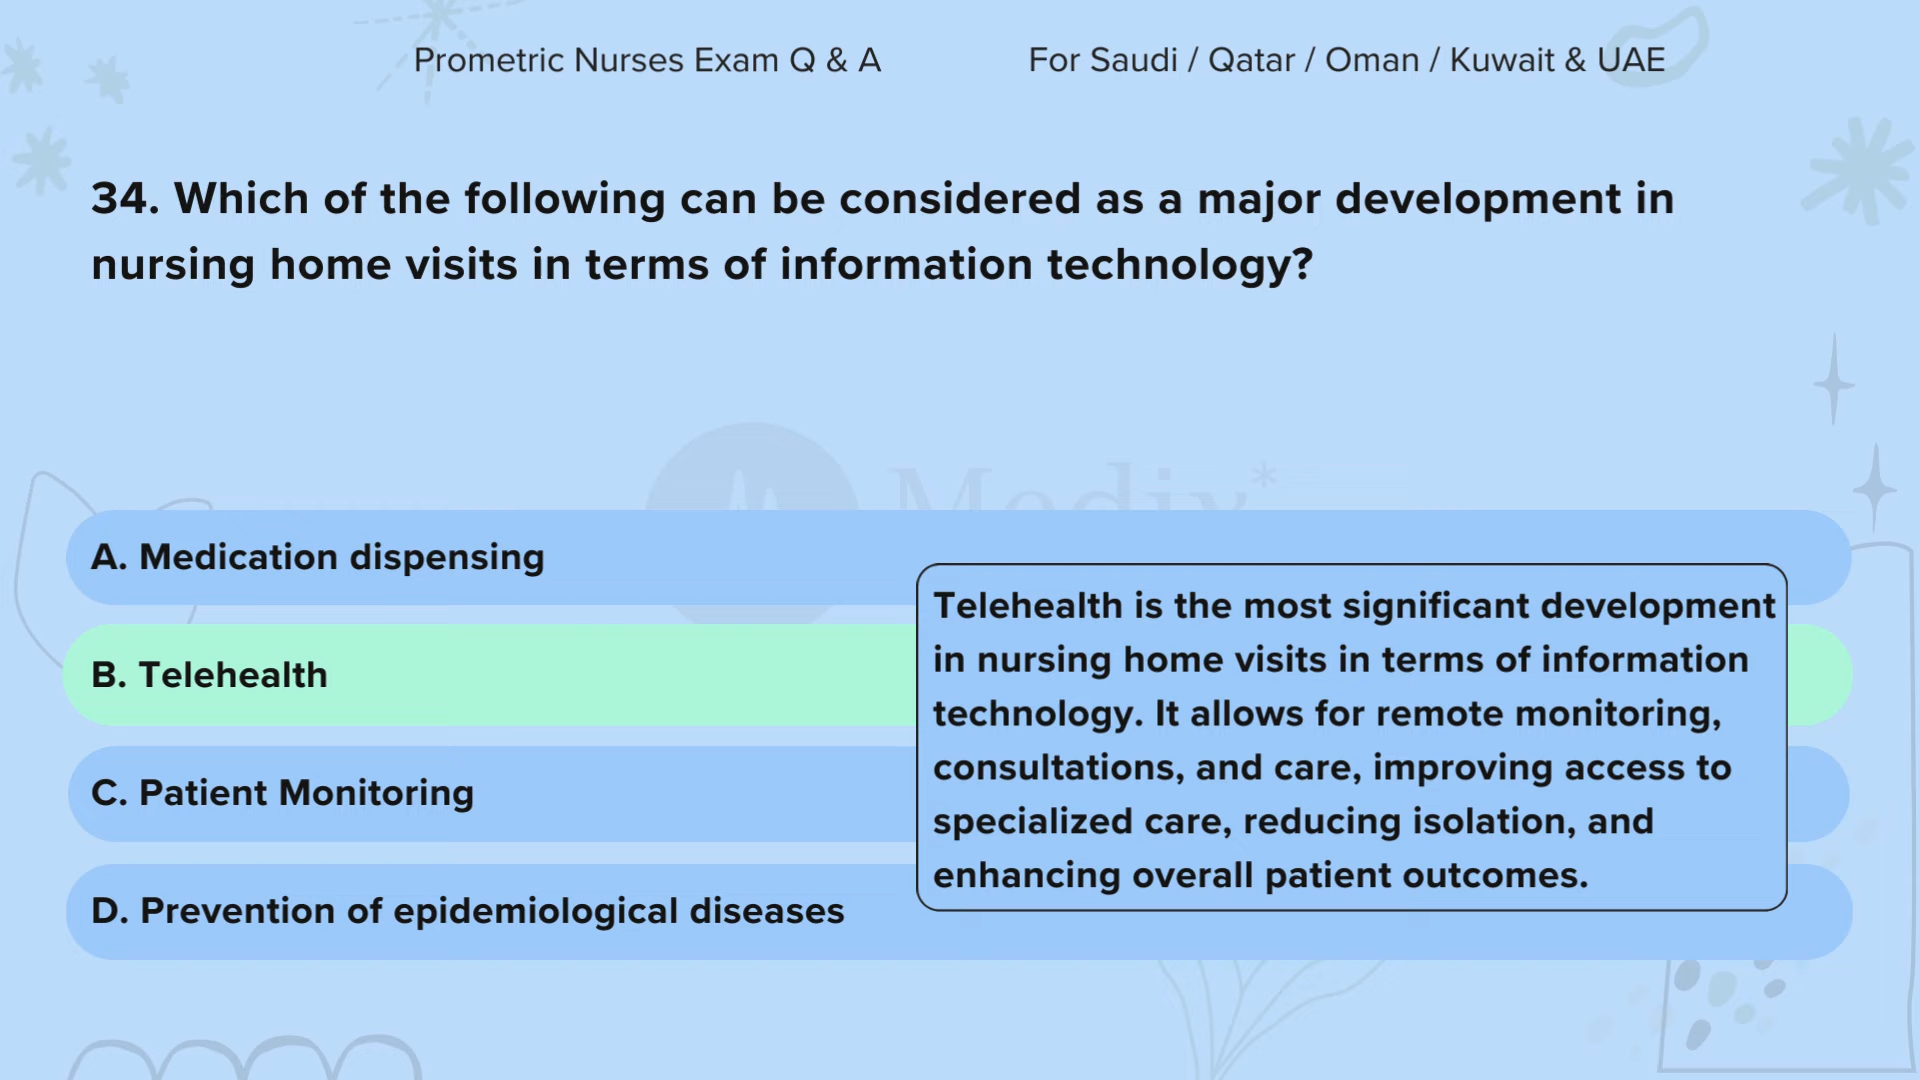 Prometric Nurses Exam Q & A
For Saudi / Qatar / Oman / Kuwait & UAE
34. Which of the following can be considered as a major development in
nursing home visits in terms of information technology?
Medix*
A. Medication dispensing
B. Telehealth
C. Patient Monitoring
D. Prevention of epidemiological diseases
Telehealth is the most significant development
in nursing home visits in terms of information
technology. It allows for remote monitoring,
consultations, and care, improving access to
specialized care, reducing isolation, and
enhancing overall patient outcomes.